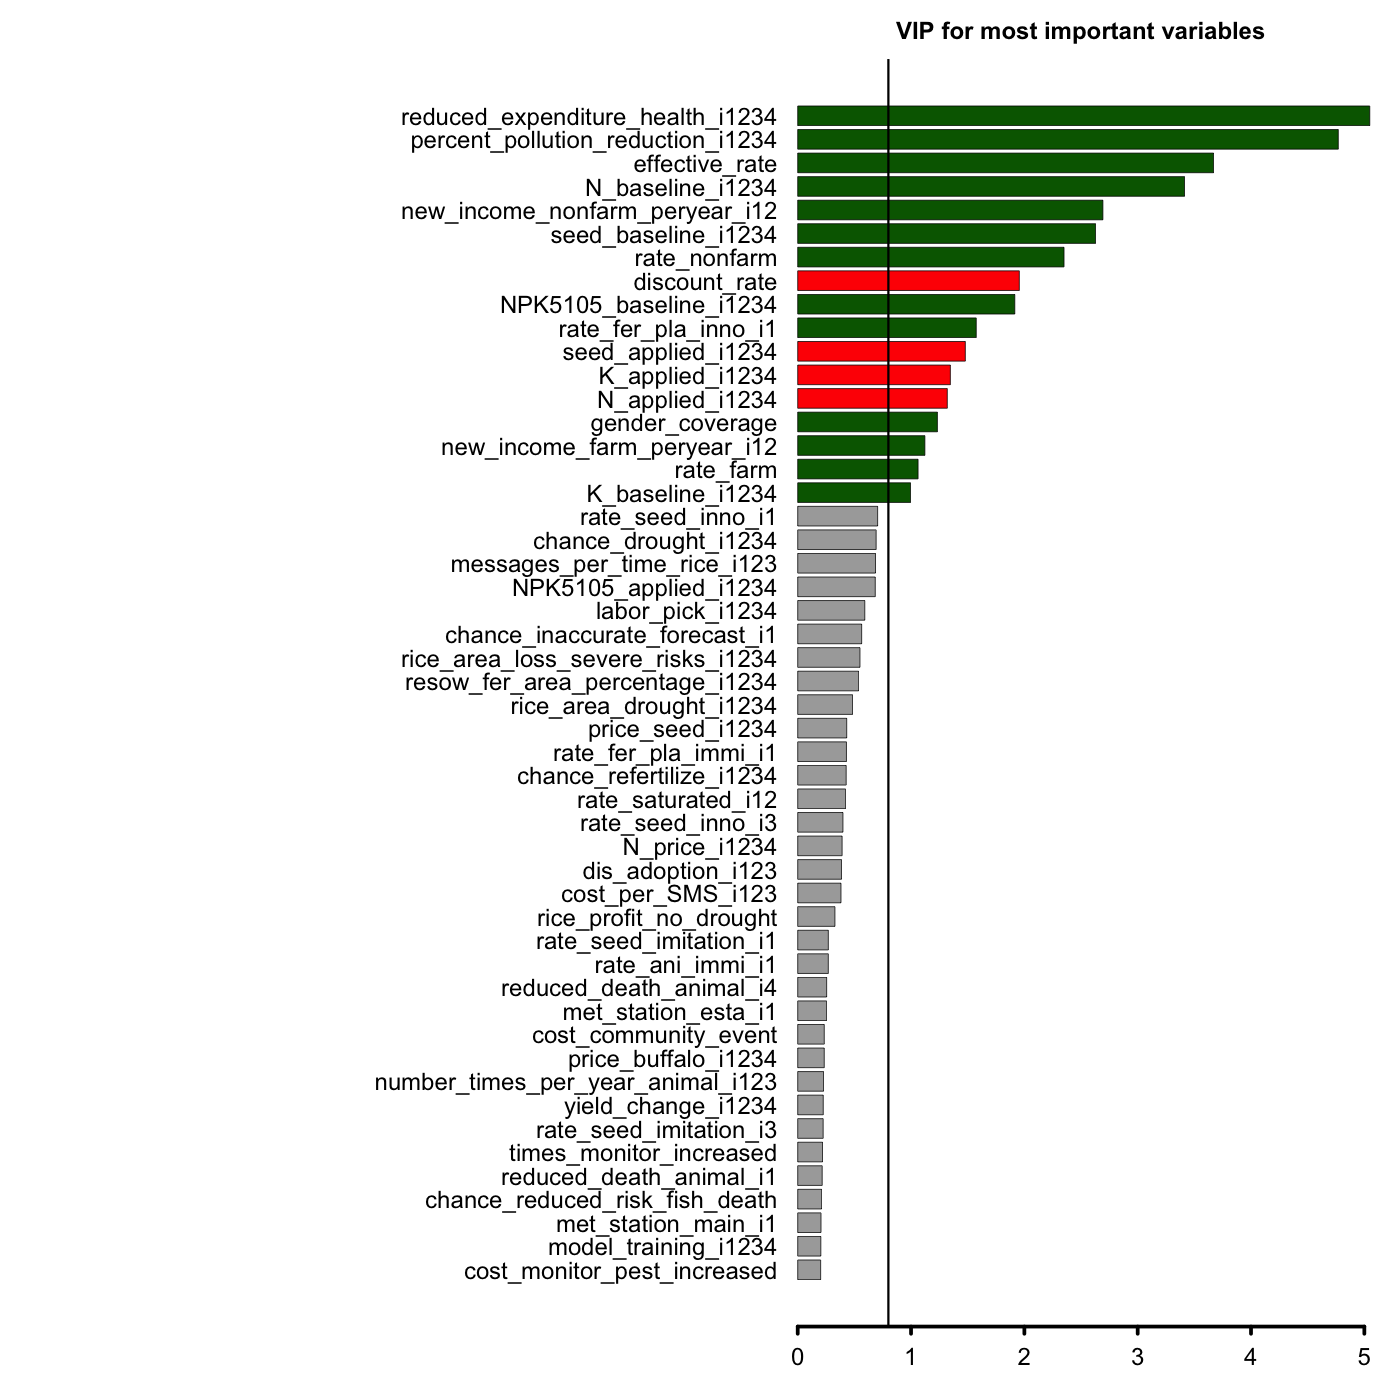 VIP for most important variables
reduced_expenditure_health_i1234
percent_pollution_reduction_i1234
effective_rate
N_baseline_i1234
new_income_nonfarm_peryear_i12
seed_baseline_i1234
rate_nonfarm
discount_rate
NPK5105_baseline_i1234
rate_fer_pla_inno_i1
seed_applied_i1234
K_applied_i1234
N_applied_i1234
gender_coverage
new_income_farm_peryear_i12
rate_farm
K_baseline_i1234
rate_seed_inno_i1
chance_drought_i1234
messages_per_time_rice_i123
NPK5105_applied_i1234
labor_pick_i1234
chance_inaccurate_forecast_i1
rice_area_loss_severe_risks_i1234
resow_fer_area_percentage_i1234
rice_area_drought_i1234
price_seed_i1234
rate_fer_pla_immi_i1
chance_refertilize_i1234
rate_saturated_i12
rate_seed_inno_i3
N_price_i1234
dis_adoption_i123
cost_per_SMS_i123
rice_profit_no_drought
rate_seed_imitation_i1
rate_ani_immi_i1
reduced_death_animal_i4
met_station_esta_i1
cost_community_event
price_buffalo_i1234
number_times_per_year_animal_i123
yield_change_i1234
rate_seed_imitation_i3
times_monitor_increased
reduced_death_animal_i1
chance_reduced_risk_fish_death
met_station_main_i1
model_training_i1234
cost_monitor_pest_increased
0 1 2 3 4 5